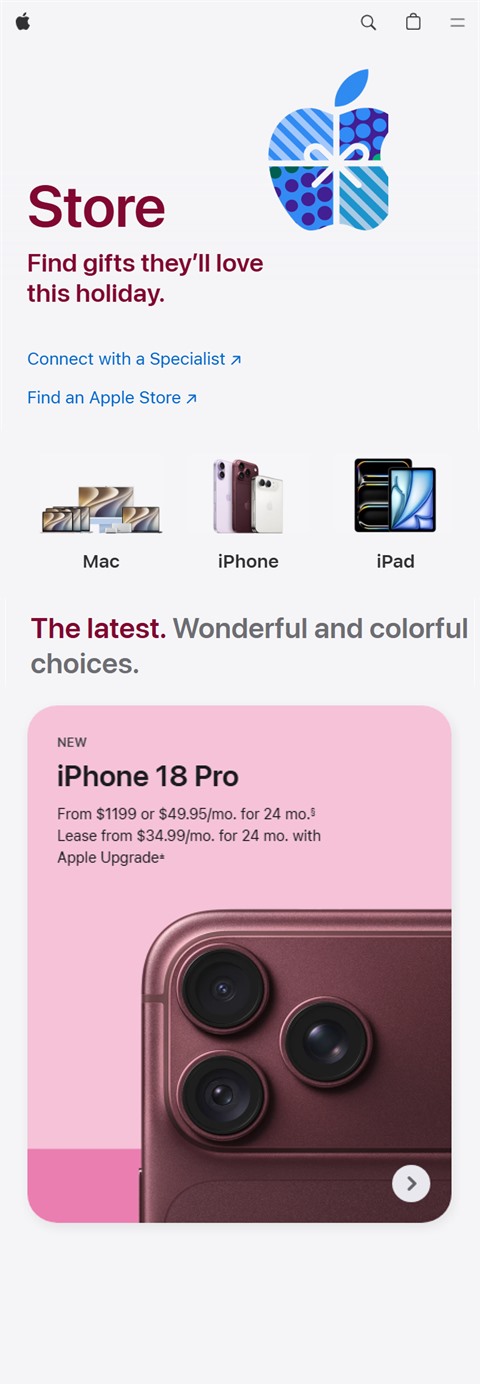 Store
Find gifts they’ll love
this holiday.
Connect with a Specialist ↗
Find an Apple Store ↗
Mac
iPhone
iPad
The latest. Wonderful and colorful
choices.
NEW
iPhone 18 Pro
From $1199 or $49.95/mo. for 24 mo.§
Lease from $34.99/mo. for 24 mo. with
Apple Upgrade